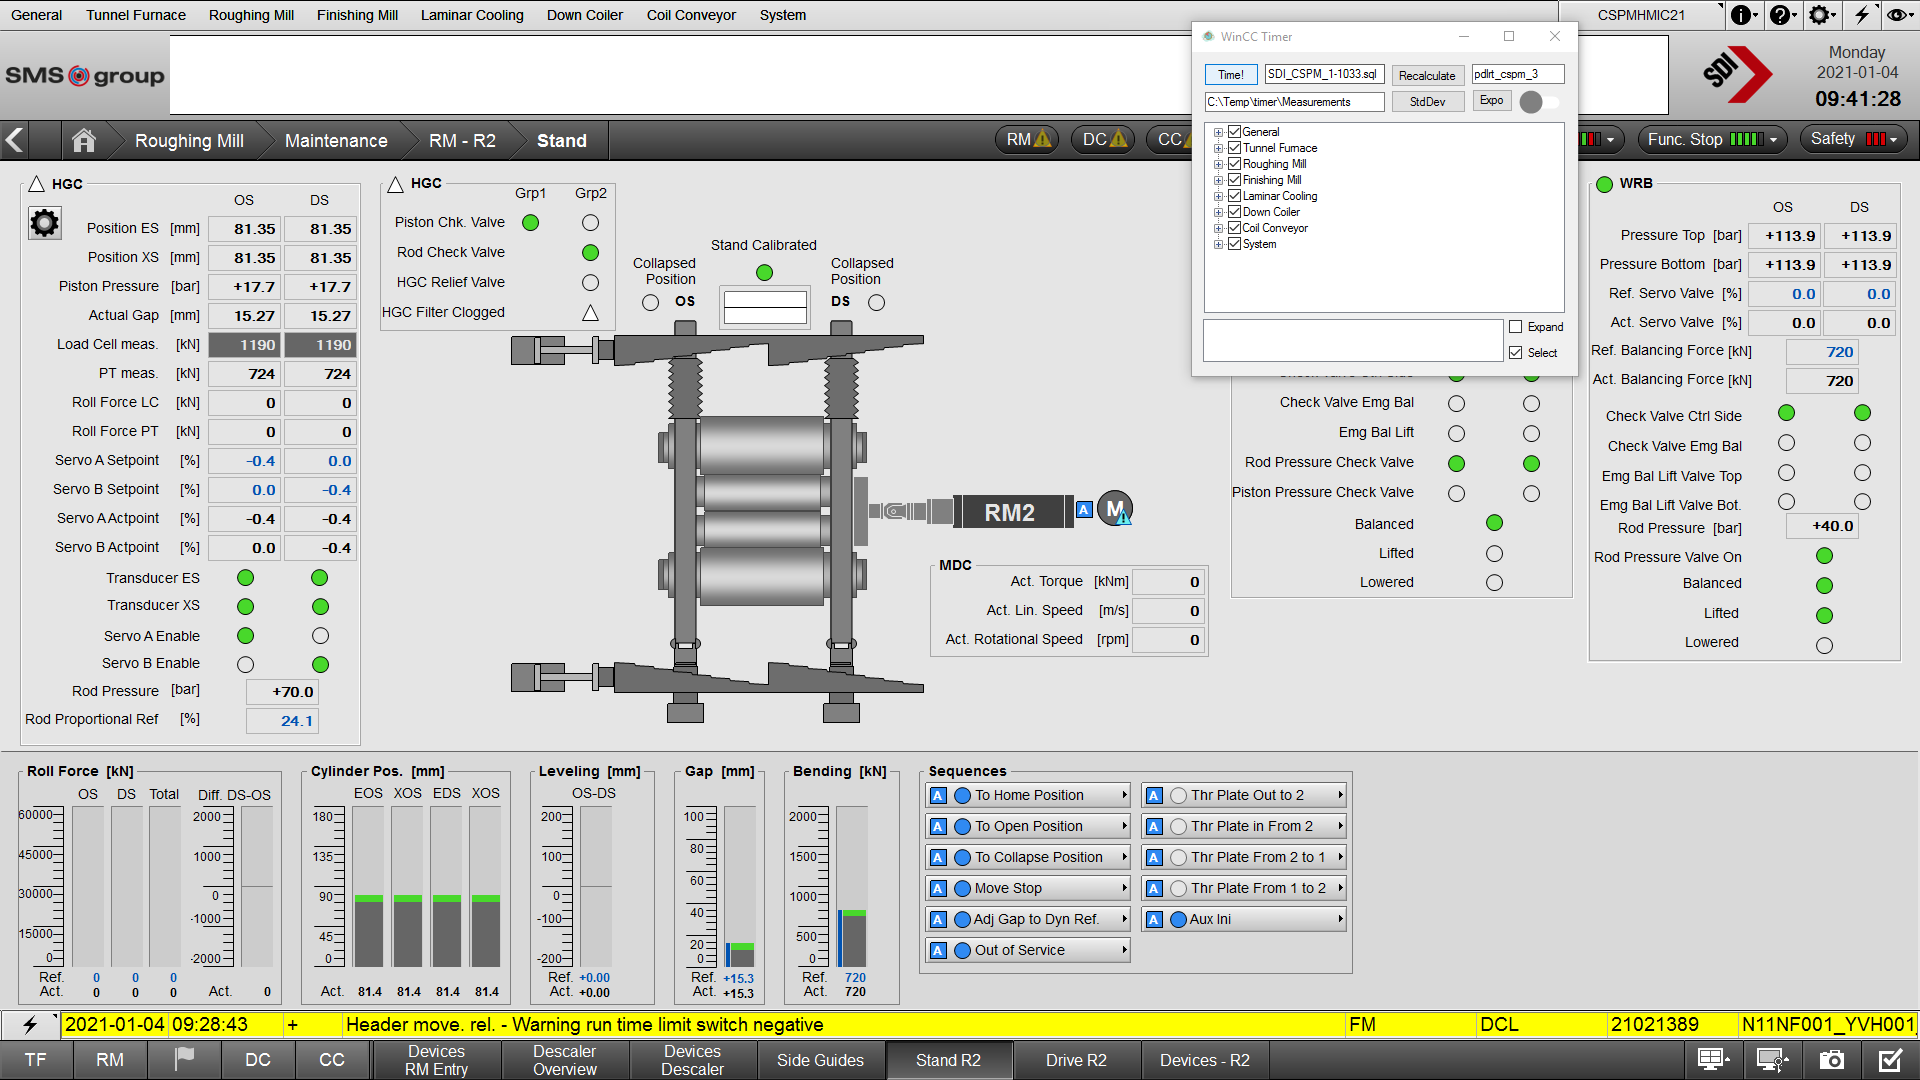 General Tunnel Furnace Roughing Mill Finishing Mill Laminar Cooling Down Coiler Coil Conveyor System CSPMHMIC21
SMS group
SDI
Monday
2021-01-04
09:41:28
Roughing Mill Maintenance RM - R2 Stand RM DC CC Func. Stop Safety
WinCC Timer
Time! SDI_CSPM_1-1033.sql Recalculate pdlrt_cspm_3
C:\Temp\timer\Measurements StdDev Expo
General
Tunnel Furnace
Roughing Mill
Finishing Mill
Laminar Cooling
Down Coiler
Coil Conveyor
System
Expand
Select
HGC
OS DS
Position ES [mm] 81.35 81.35
Position XS [mm] 81.35 81.35
Piston Pressure [bar] +17.7 +17.7
Actual Gap [mm] 15.27 15.27
Load Cell meas. [kN] 1190 1190
PT meas. [kN] 724 724
Roll Force LC [kN] 0 0
Roll Force PT [kN] 0 0
Servo A Setpoint [%] -0.4 0.0
Servo B Setpoint [%] 0.0 -0.4
Servo A Actpoint [%] -0.4 -0.4
Servo B Actpoint [%] 0.0 -0.4
Transducer ES
Transducer XS
Servo A Enable
Servo B Enable
Rod Pressure [bar] +70.0
Rod Proportional Ref [%] 24.1
HGC
Grp1 Grp2
Piston Chk. Valve
Rod Check Valve
HGC Relief Valve
HGC Filter Clogged
Stand Calibrated
Collapsed Position OS
Collapsed Position DS
RM2 A M
MDC
Act. Torque [kNm] 0
Act. Lin. Speed [m/s] 0
Act. Rotational Speed [rpm] 0
Check Valve Emg Bal
Emg Bal Lift
Rod Pressure Check Valve
Piston Pressure Check Valve
Balanced
Lifted
Lowered
WRB
OS DS
Pressure Top [bar] +113.9 +113.9
Pressure Bottom [bar] +113.9 +113.9
Ref. Servo Valve [%] 0.0 0.0
Act. Servo Valve [%] 0.0 0.0
Ref. Balancing Force [kN] 720
Act. Balancing Force [kN] 720
Check Valve Ctrl Side
Check Valve Emg Bal
Emg Bal Lift Valve Top
Emg Bal Lift Valve Bot.
Rod Pressure [bar] +40.0
Rod Pressure Valve On
Balanced
Lifted
Lowered
Roll Force [kN]
OS DS Total Diff. DS-OS
60000 45000 30000 15000 0
2000 1000 0 -1000 -2000
Ref. 0 0 0
Act. 0 0 0 Act. 0
Cylinder Pos. [mm]
EOS XOS EDS XOS
180 135 90 45 0
Act. 81.4 81.4 81.4 81.4
Leveling [mm]
OS-DS
200 100 0 -100 -200
Ref. +0.00
Act. +0.00
Gap [mm]
100 80 60 40 20 0
Ref. +15.3
Act. +15.3
Bending [kN]
2000 1500 1000 500 0
Ref. 720
Act. 720
Sequences
A To Home Position A Thr Plate Out to 2
A To Open Position A Thr Plate in From 2
A To Collapse Position A Thr Plate From 2 to 1
A Move Stop A Thr Plate From 1 to 2
A Adj Gap to Dyn Ref. A Aux Ini
A Out of Service
2021-01-04 09:28:43 + Header move. rel. - Warning run time limit switch negative FM DCL 21021389 N11NF001_YVH001
TF RM DC CC Devices RM Entry Descaler Overview Devices Descaler Side Guides Stand R2 Drive R2 Devices - R2